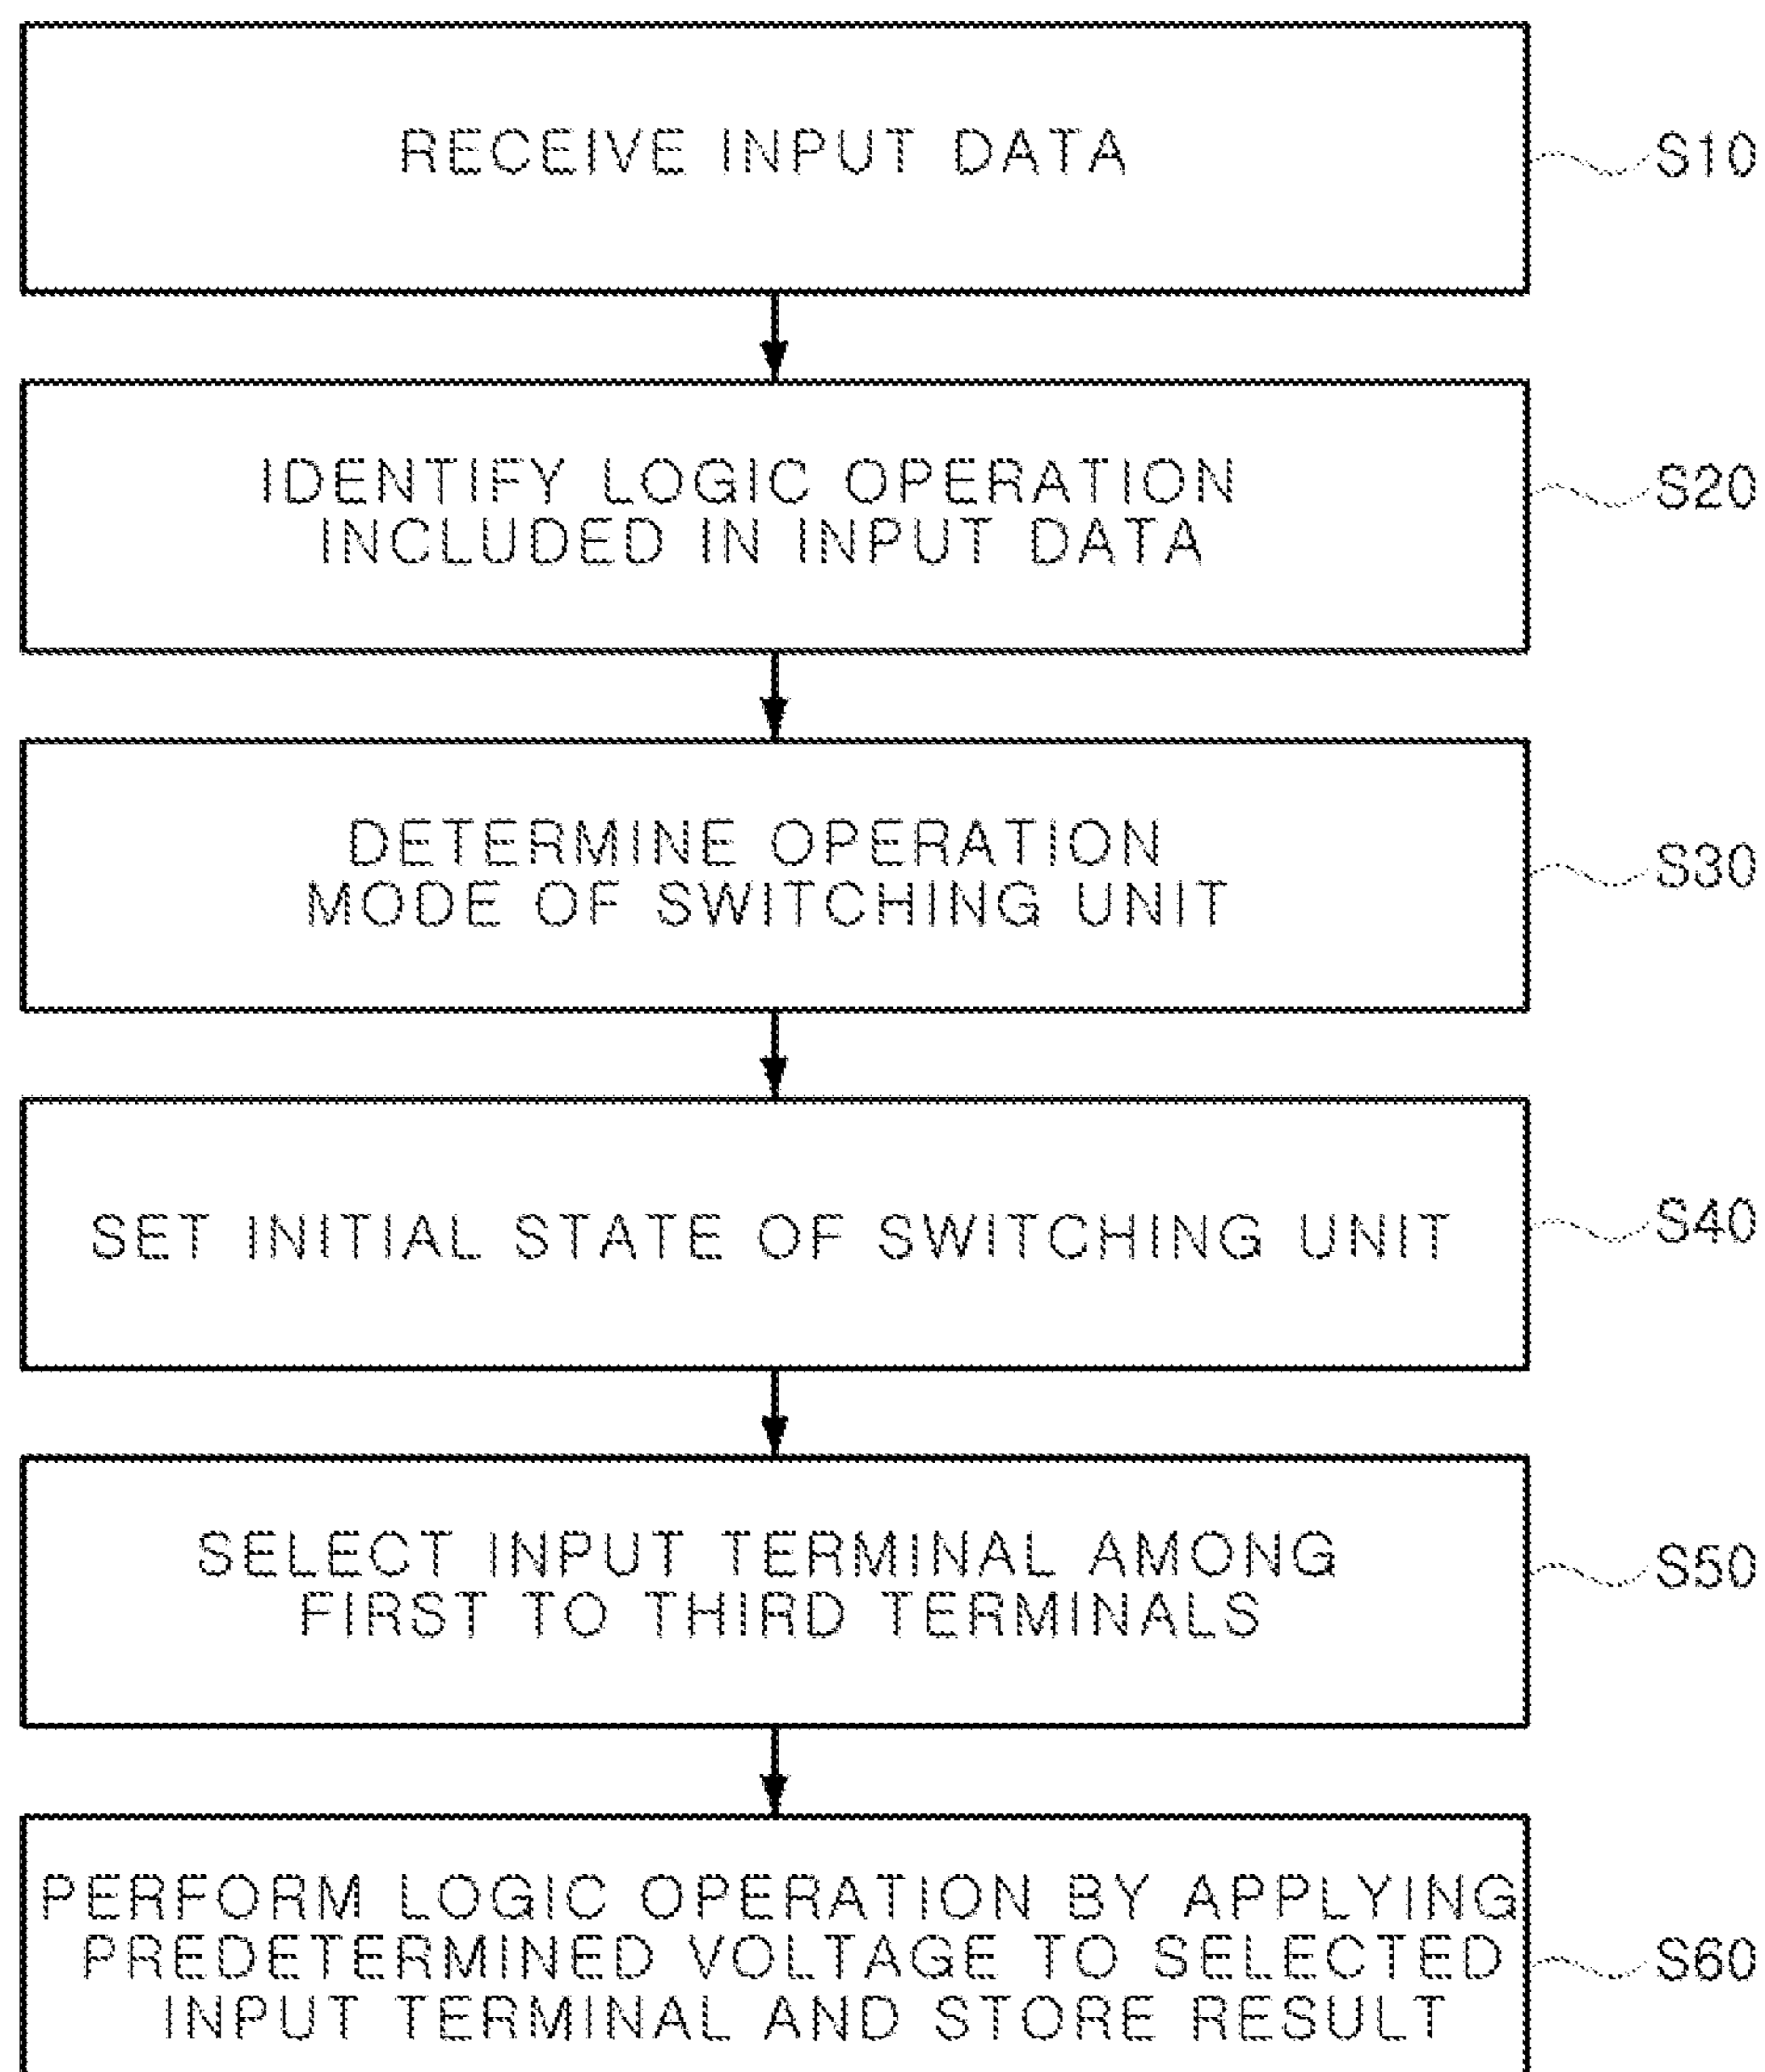 RECEIVE INPUT DATA
S10
IDENTIFY LOGIC OPERATION
INCLUDED IN INPUT DATA
S20
DETERMINE OPERATION
MODE OF SWITCHING UNIT
S30
SET INITIAL STATE OF SWITCHING UNIT
S40
SELECT INPUT TERMINAL AMONG
FIRST TO THIRD TERMINALS
S50
PERFORM LOGIC OPERATION BY APPLYING
PREDETERMINED VOLTAGE TO SELECTED
INPUT TERMINAL AND STORE RESULT
S60